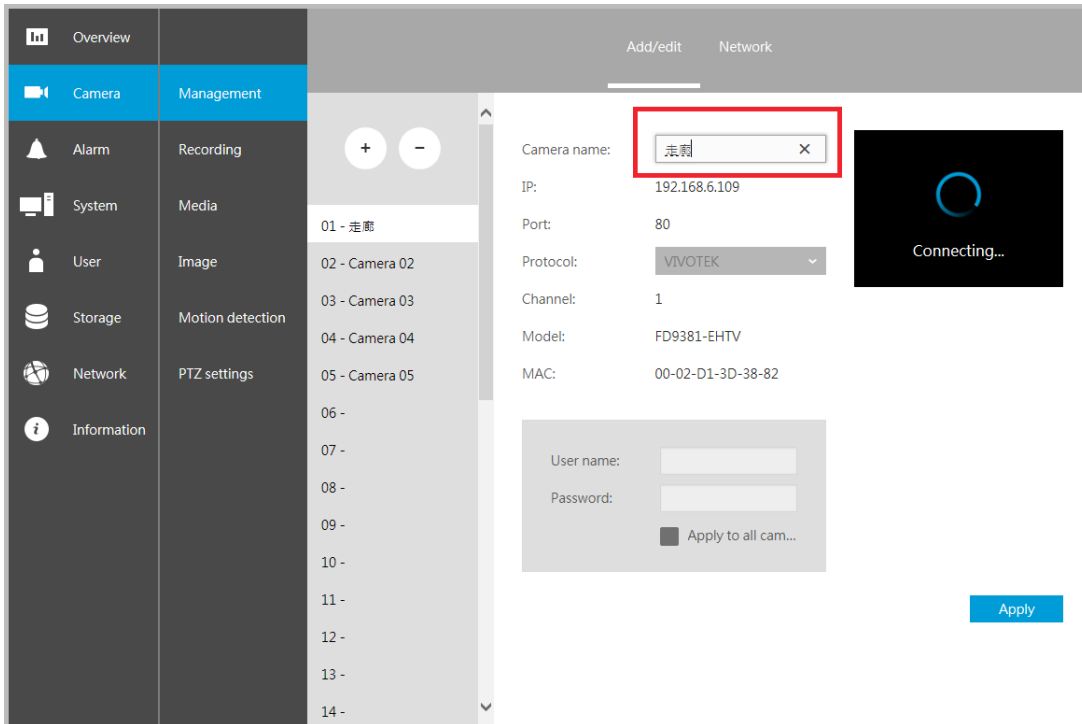 Overview
Camera
Alarm
System
User
Storage
Network
Information
Management
Recording
Media
Image
Motion detection
PTZ settings
Add/edit Network
+ -
01 - 走廊
02 - Camera 02
03 - Camera 03
04 - Camera 04
05 - Camera 05
06 -
07 -
08 -
09 -
10 -
11 -
12 -
13 -
14 -
Camera name: 走廊
IP: 192.168.6.109
Port: 80
Protocol: VIVOTEK
Channel: 1
Model: FD9381-EHTV
MAC: 00-02-D1-3D-38-82
User name:
Password:
Apply to all cam...
Connecting...
Apply